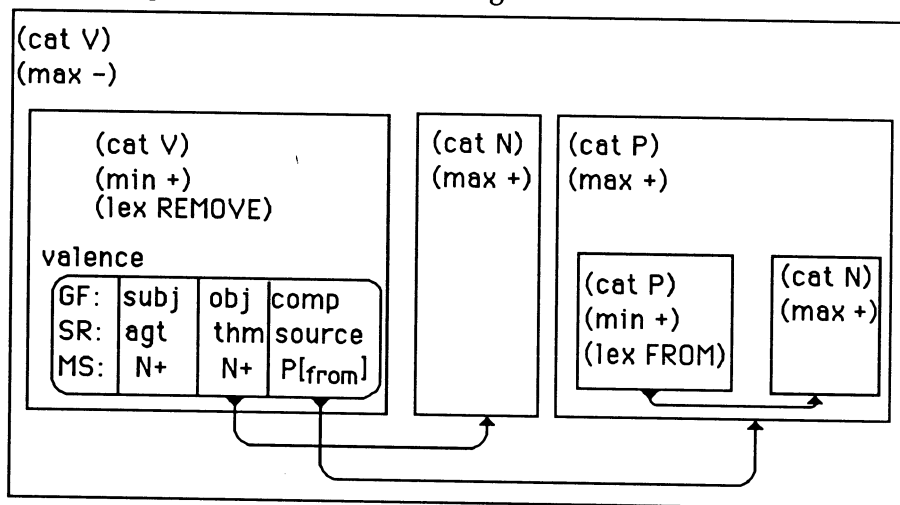 (cat V)
(max -)
(cat V)
(min +)
(lex REMOVE)
valence
GF: subj obj comp
SR: agt thm source
MS: N+ N+ P[from]
(cat N)
(max +)
(cat P)
(max +)
(cat P)
(min +)
(lex FROM)
(cat N)
(max +)